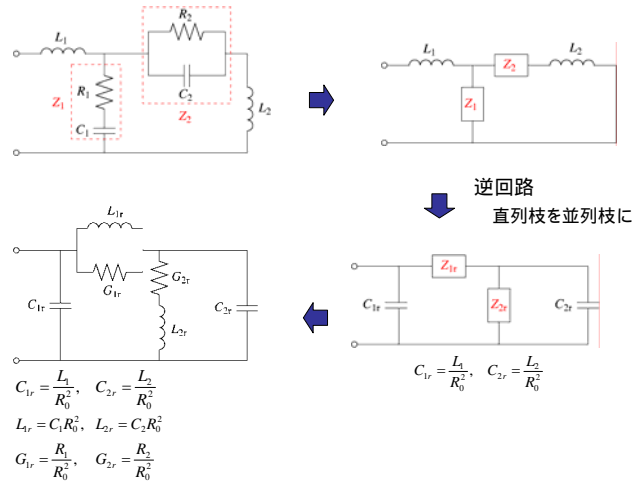 L₁
R₂
C₂
R₁
Z₁
C₁
Z₂
L₂
L₁
Z₂
L₂
Z₁
逆回路
直列枝を並列枝に
L₁ᵣ
G₁ᵣ
G₂ᵣ
C₁ᵣ
C₂ᵣ
L₂ᵣ
Z₁ᵣ
C₁ᵣ
Z₂ᵣ
C₂ᵣ
C₁ᵣ = L₁/R₀², C₂ᵣ = L₂/R₀²
C₁ᵣ = L₁/R₀², C₂ᵣ = L₂/R₀²
L₁ᵣ = C₁R₀², L₂ᵣ = C₂R₀²
G₁ᵣ = R₁/R₀², G₂ᵣ = R₂/R₀²